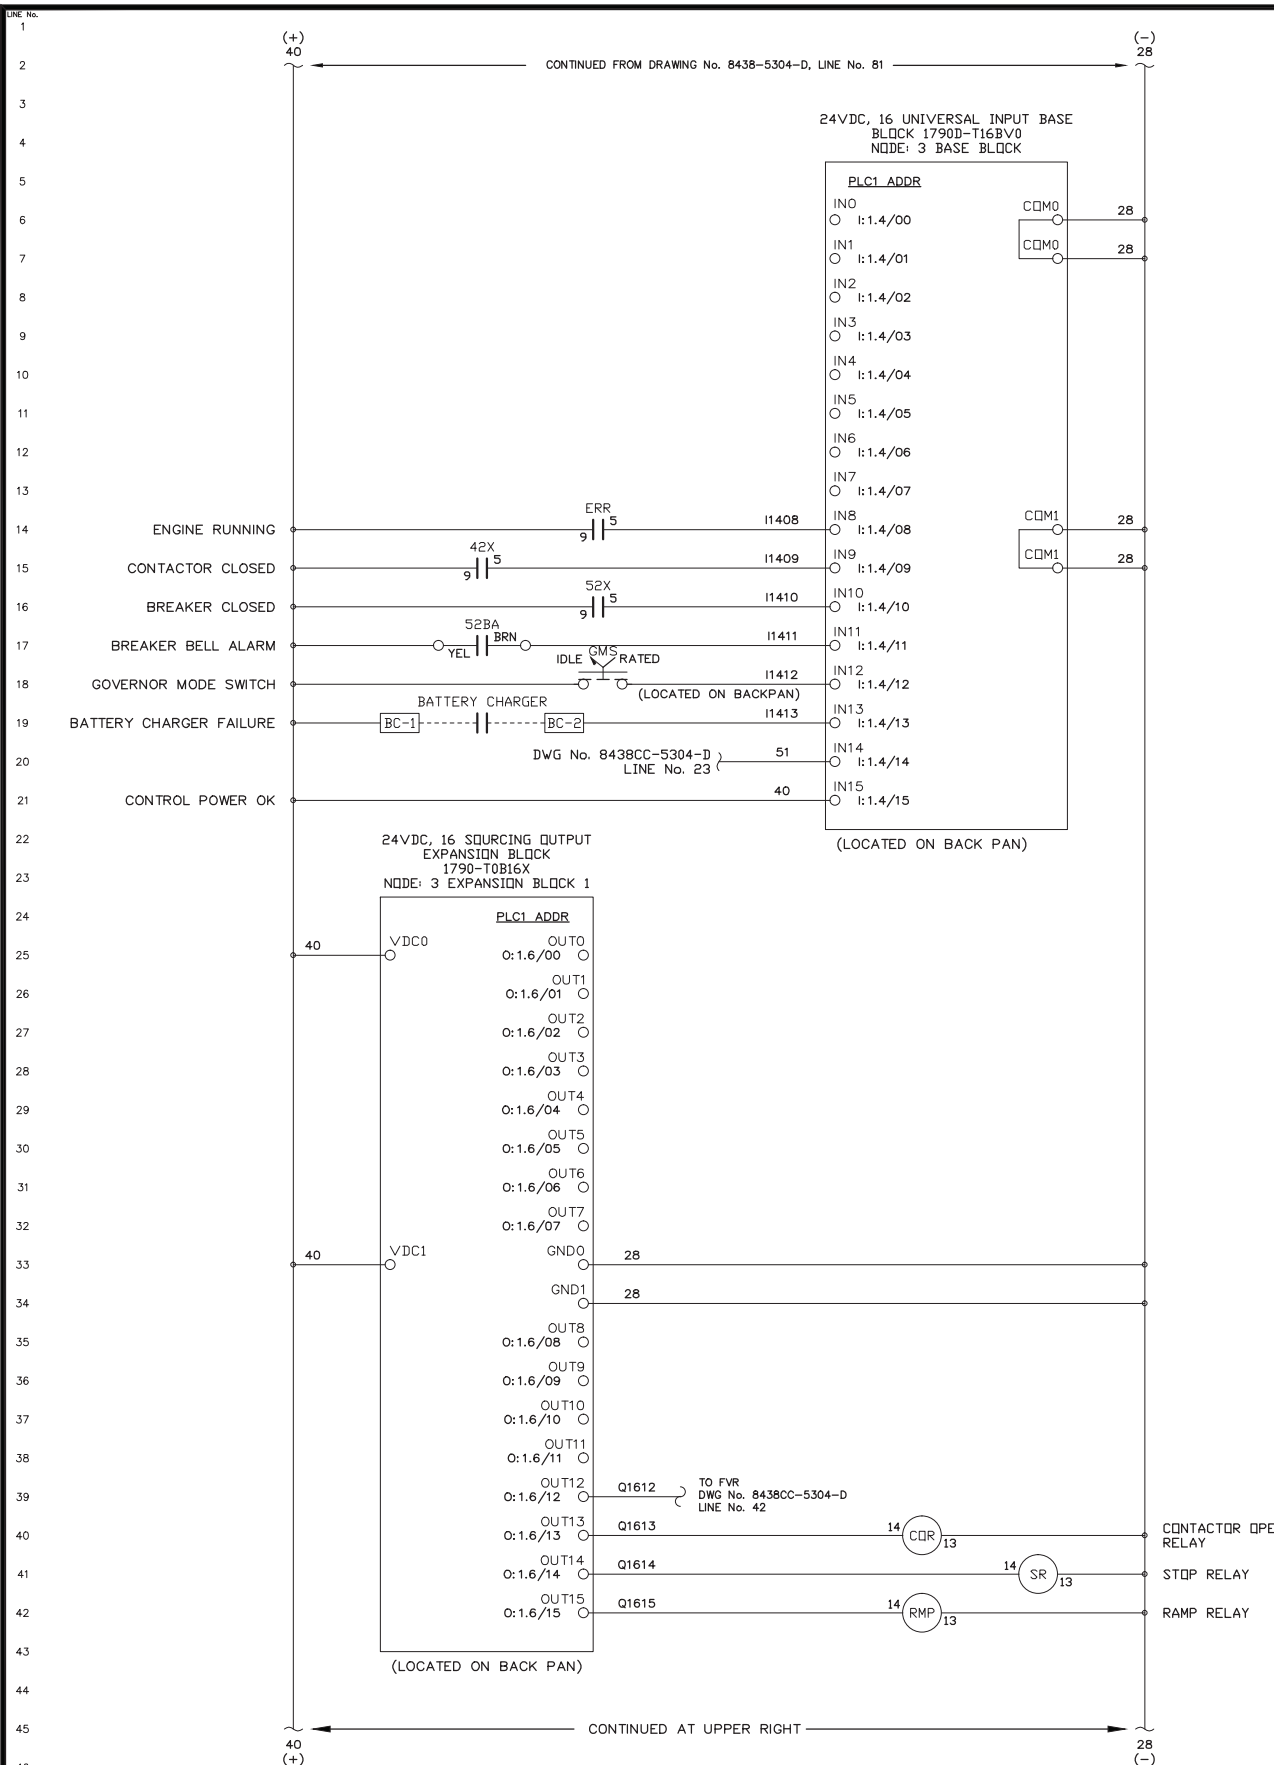 LINE No.
1
(+)
40
(-)
28
2
CONTINUED FROM DRAWING No. 8438-5304-D, LINE No. 81
3
24VDC, 16 UNIVERSAL INPUT BASE
4
BLOCK 1790D-T16BV0
NODE: 3 BASE BLOCK
5
PLC1 ADDR
IN0
COM0
6
I:1.4/00
28
IN1
COM0
7
I:1.4/01
28
IN2
8
I:1.4/02
IN3
9
I:1.4/03
IN4
10
I:1.4/04
IN5
11
I:1.4/05
IN6
12
I:1.4/06
IN7
13
I:1.4/07
ERR
IN8
COM1
14
ENGINE RUNNING
9
5
I1408
I:1.4/08
28
42X
IN9
COM1
15
CONTACTOR CLOSED
9
5
I1409
I:1.4/09
28
52X
IN10
16
BREAKER CLOSED
9
5
I1410
I:1.4/10
52BA
IN11
17
BREAKER BELL ALARM
YEL
BRN
I1411
I:1.4/11
GMS
IDLE
RATED
IN12
18
GOVERNOR MODE SWITCH
I1412
I:1.4/12
(LOCATED ON BACKPAN)
BATTERY CHARGER
IN13
19
BATTERY CHARGER FAILURE
BC-1
BC-2
I1413
I:1.4/13
DWG No. 8438CC-5304-D
51
IN14
20
LINE No. 23
I:1.4/14
IN15
21
CONTROL POWER OK
40
I:1.4/15
22
24VDC, 16 SOURCING OUTPUT
(LOCATED ON BACK PAN)
EXPANSION BLOCK
23
1790-T0B16X
NODE: 3 EXPANSION BLOCK 1
24
PLC1 ADDR
40
VDC0
OUT0
25
O:1.6/00
OUT1
26
O:1.6/01
OUT2
27
O:1.6/02
OUT3
28
O:1.6/03
OUT4
29
O:1.6/04
OUT5
30
O:1.6/05
OUT6
31
O:1.6/06
OUT7
32
O:1.6/07
40
VDC1
GND0
28
33
GND1
28
34
OUT8
35
O:1.6/08
OUT9
36
O:1.6/09
OUT10
37
O:1.6/10
OUT11
38
O:1.6/11
OUT12
Q1612
TO FVR
39
O:1.6/12
DWG No. 8438CC-5304-D
LINE No. 42
OUT13
Q1613
40
O:1.6/13
14
COR
13
CONTACTOR OPE
RELAY
OUT14
Q1614
41
O:1.6/14
14
SR
13
STOP RELAY
OUT15
Q1615
42
O:1.6/15
14
RMP
13
RAMP RELAY
43
(LOCATED ON BACK PAN)
44
45
CONTINUED AT UPPER RIGHT
40
(+)
28
(-)